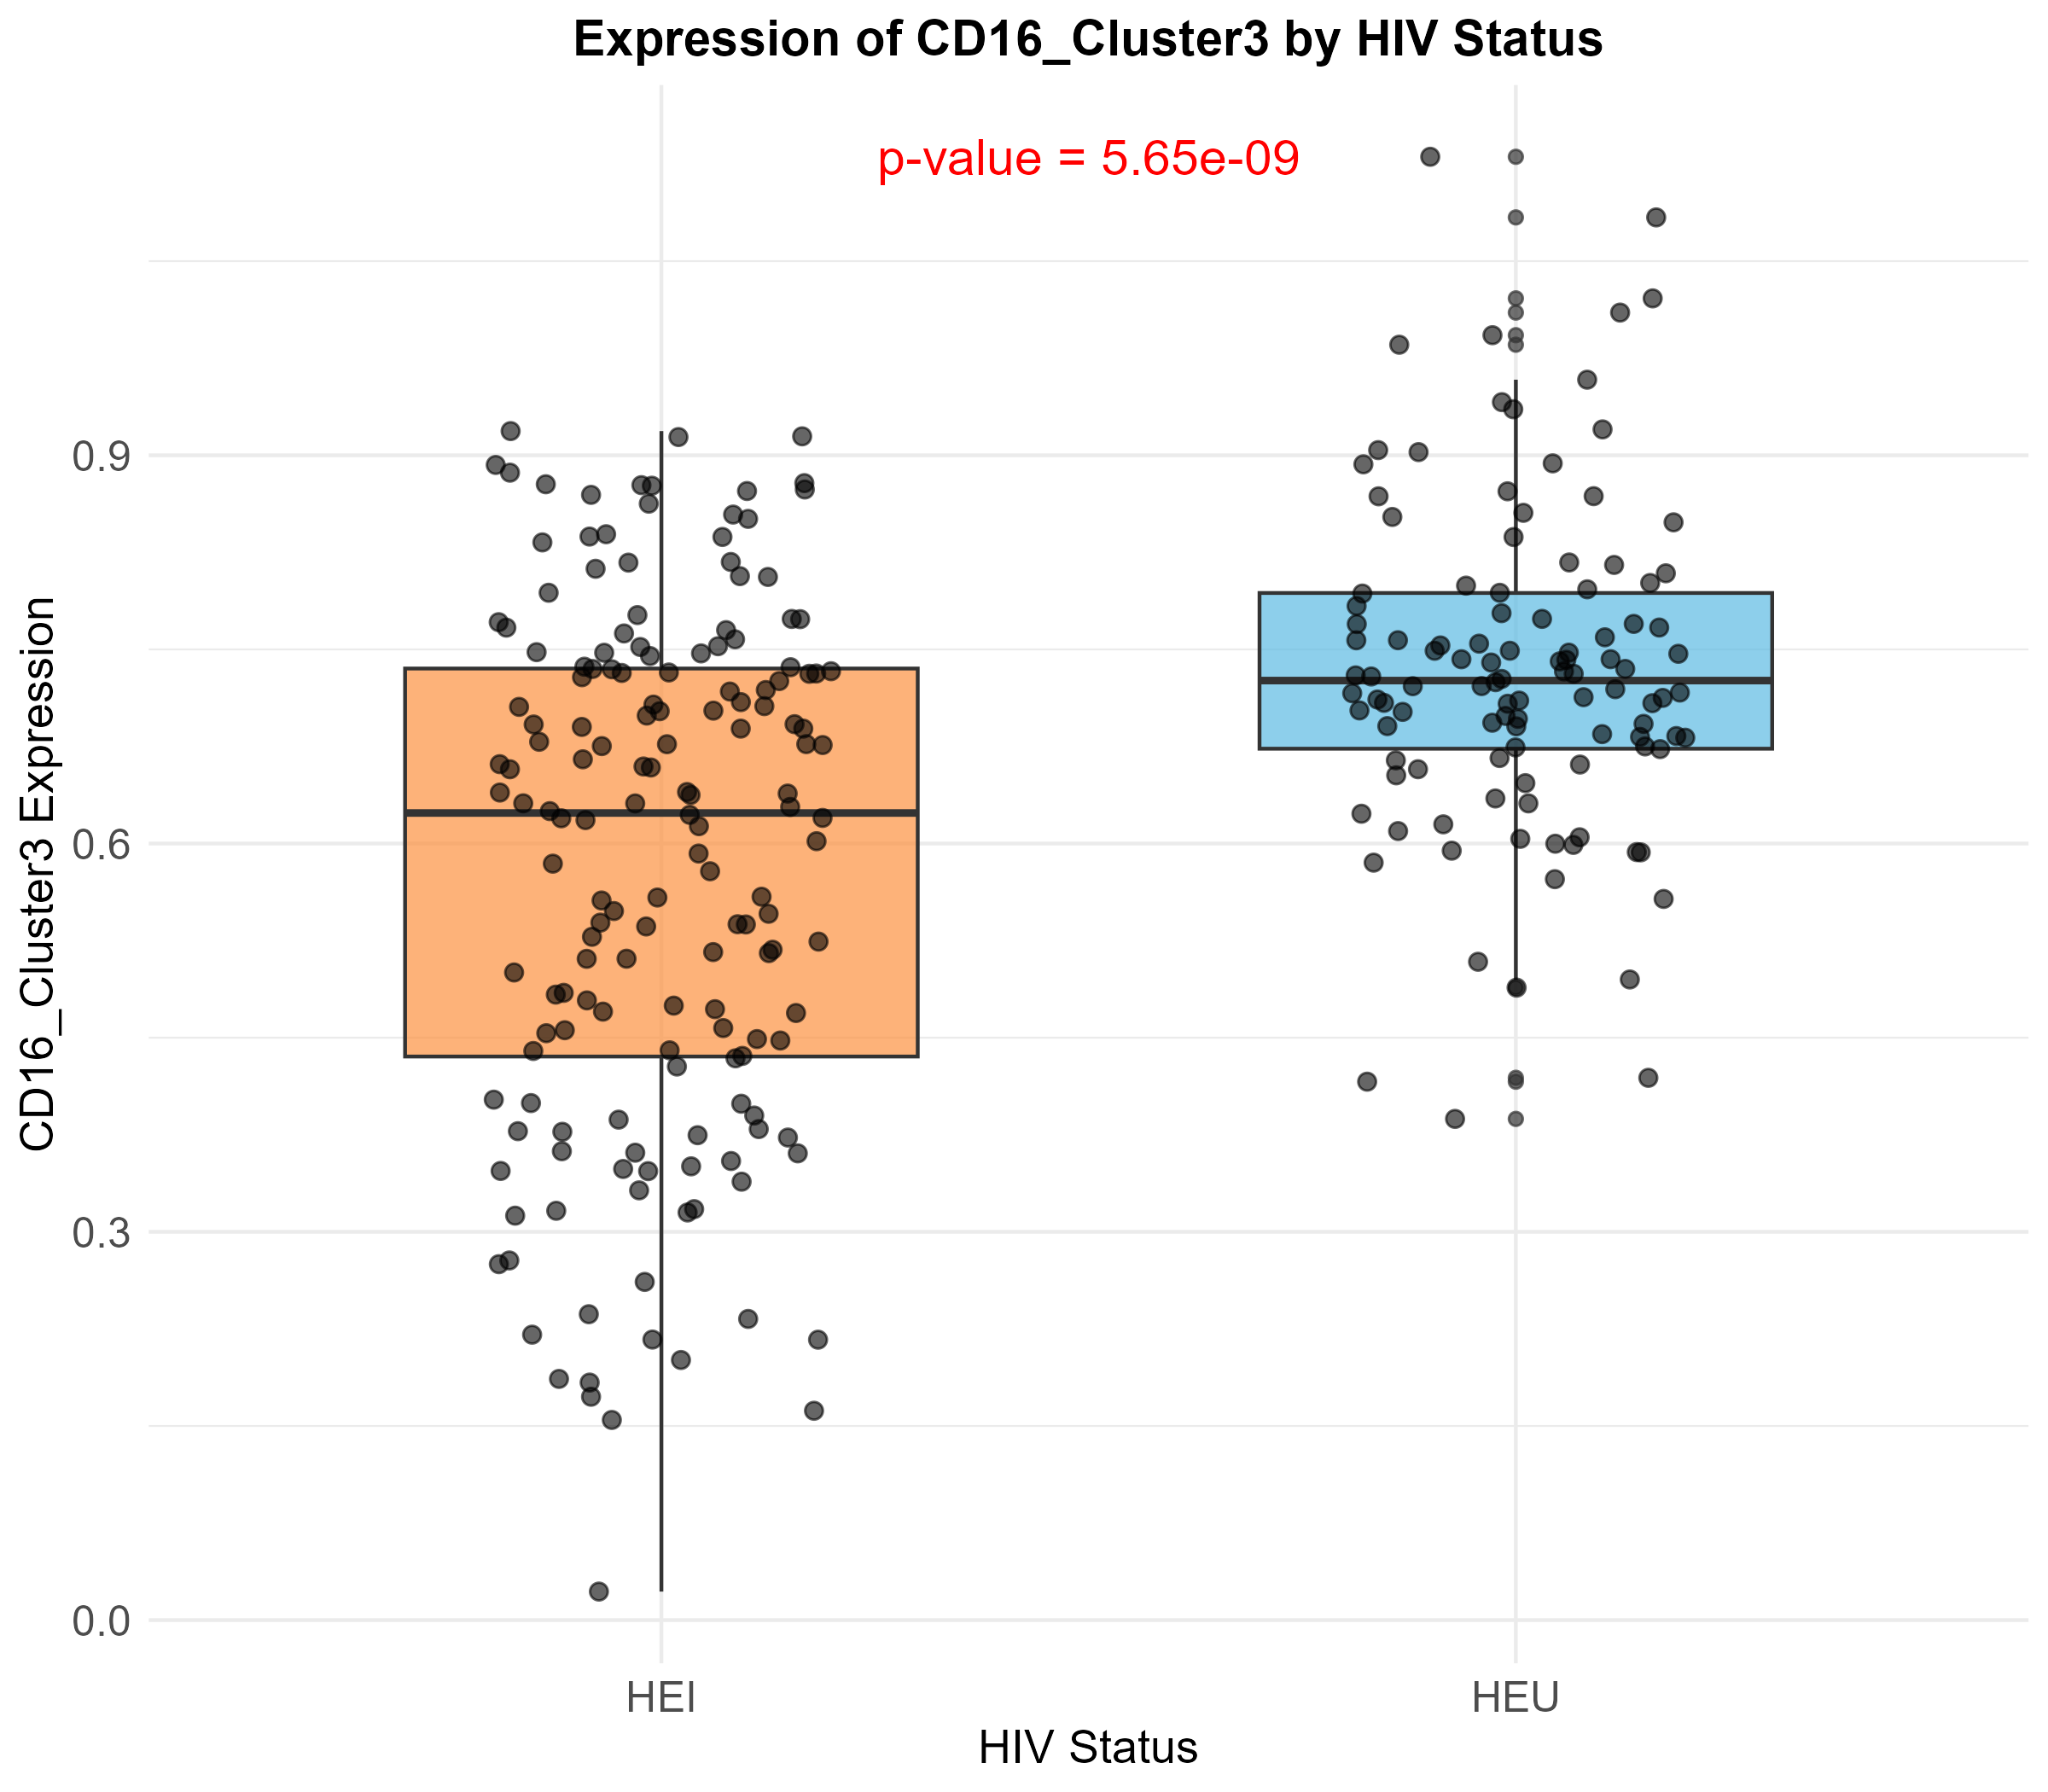 Expression of CD16_Cluster3 by HIV Status
p-value = 5.65e-09
CD16_Cluster3 Expression
0.9
0.6
0.3
0.0
HEI
HEU
HIV Status